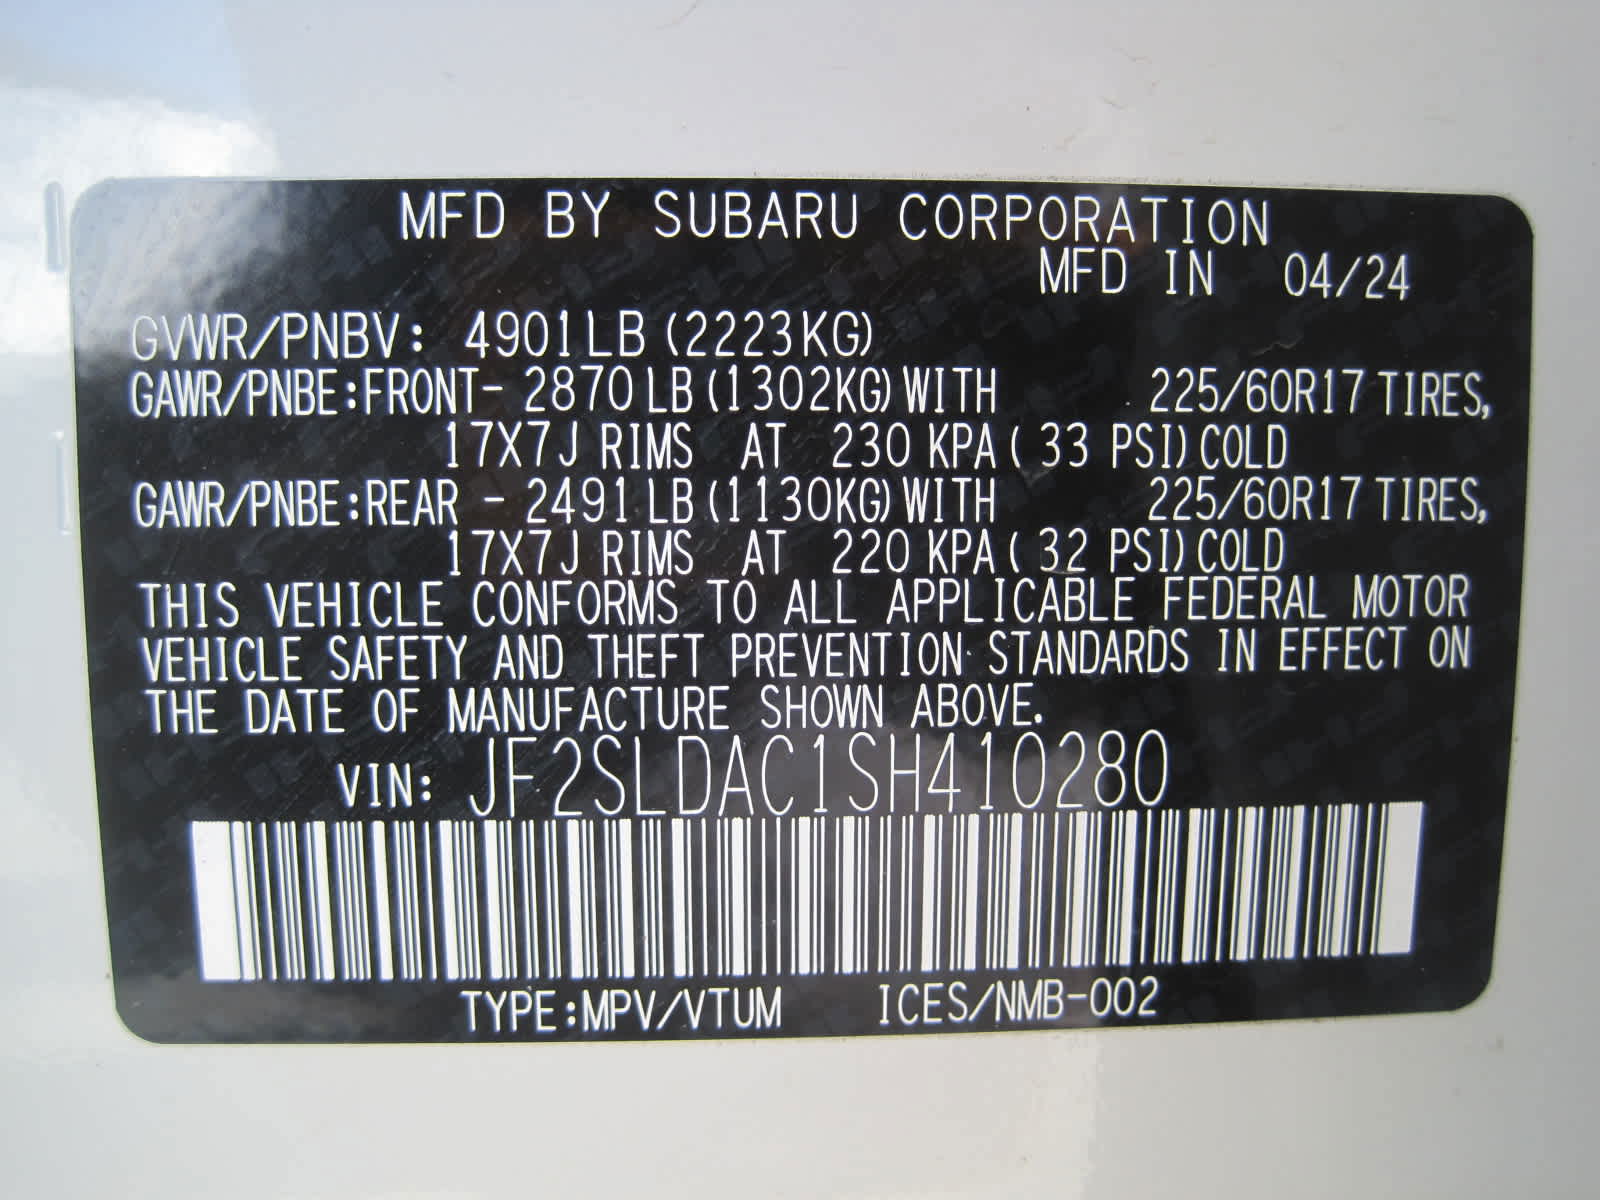 MFD BY SUBARU CORPORATION
MFD IN 04/24
GVWR/PNBV: 4901LB (2223KG)
GAWR/PNBE:FRONT- 2870 LB (1302KG) WITH 225/60R17 TIRES,
17X7J RIMS AT 230 KPA ( 33 PSI) COLD
GAWR/PNBE:REAR - 2491LB (1130KG) WITH 225/60R17 TIRES,
17X7J RIMS AT 220 KPA ( 32 PSI) COLD
THIS VEHICLE CONFORMS TO ALL APPLICABLE FEDERAL MOTOR
VEHICLE SAFETY AND THEFT PREVENTION STANDARDS IN EFFECT ON
THE DATE OF MANUFACTURE SHOWN ABOVE.
VIN: JF2SLDAC1SH410280
TYPE:MPV/VTUM ICES/NMB-002